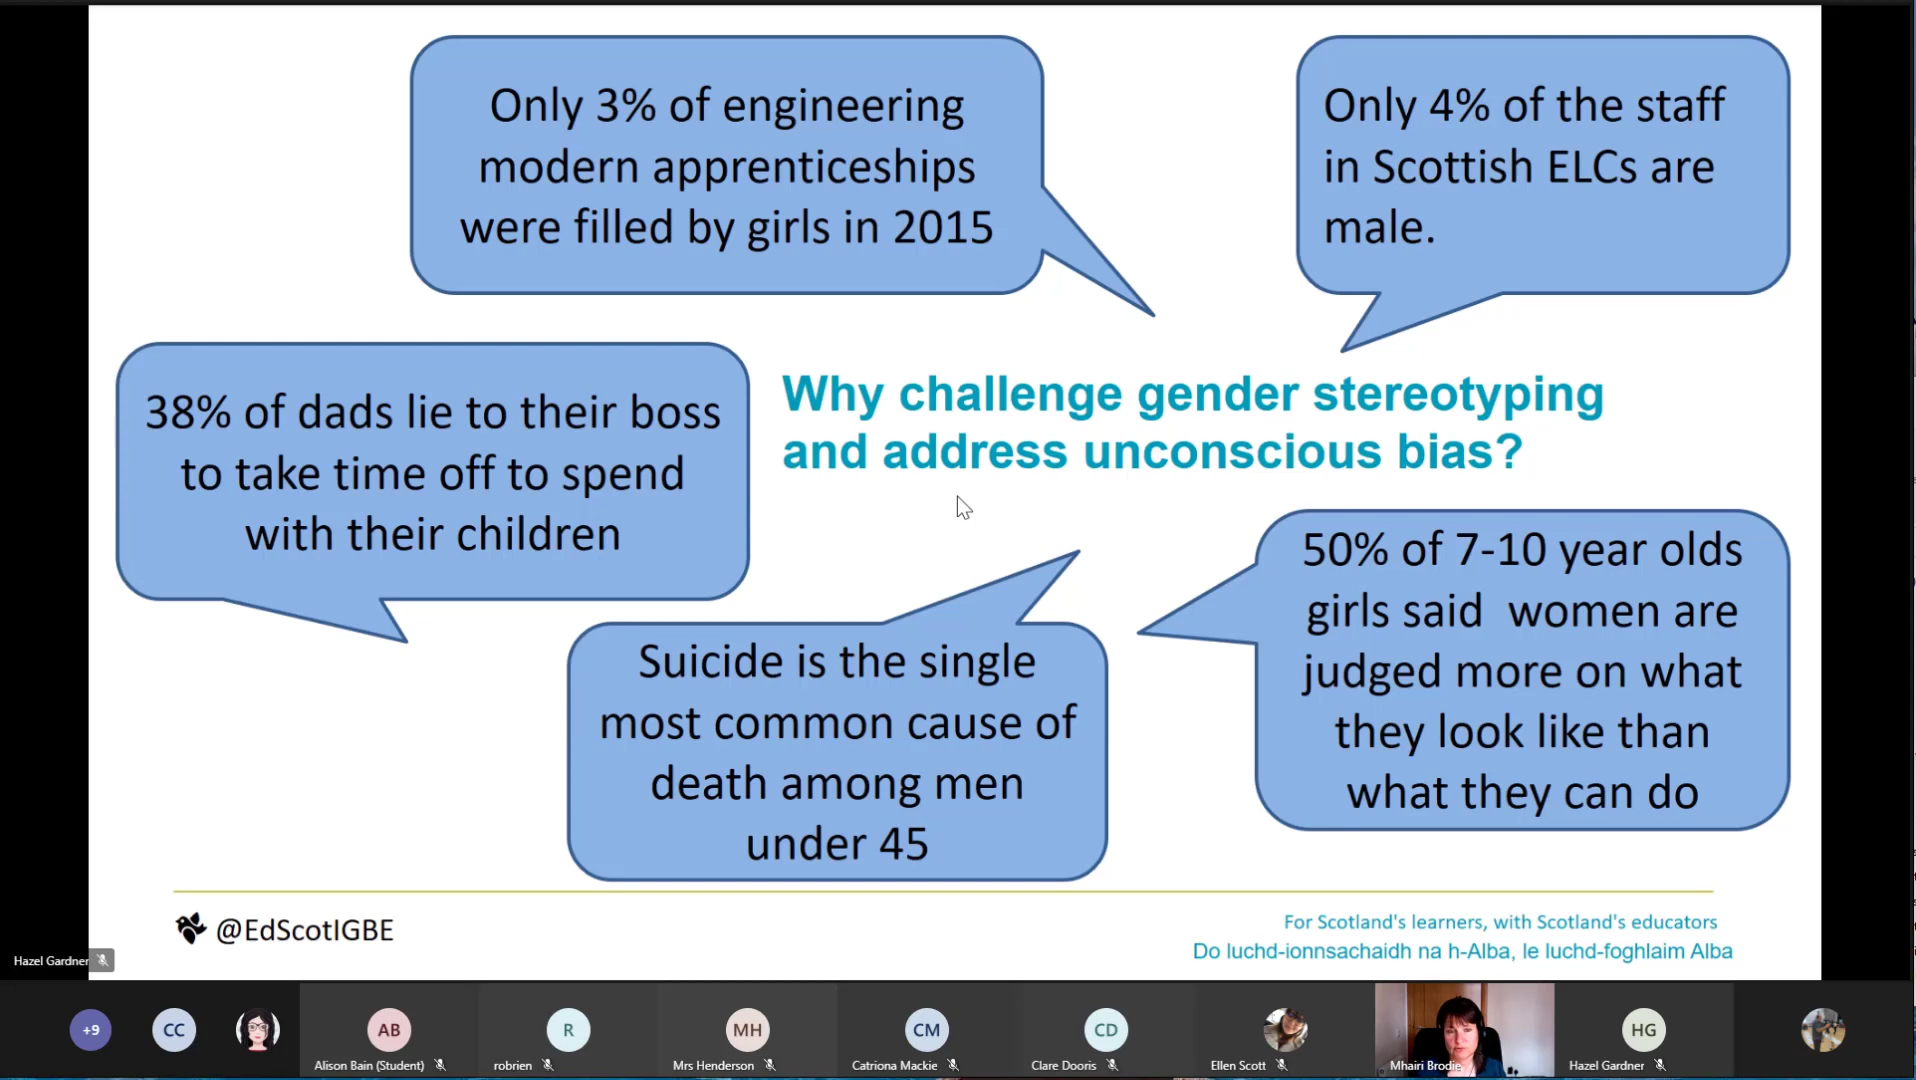 Only 3% of engineering
modern apprenticeships
were filled by girls in 2015
Only 4% of the staff
in Scottish ELCs are
male.
38% of dads lie to their boss
to take time off to spend
with their children
Why challenge gender stereotyping
and address unconscious bias?
Suicide is the single
most common cause of
death among men
under 45
50% of 7-10 year olds
girls said  women are
judged more on what
they look like than
what they can do
@EdScotIGBE
For Scotland's learners, with Scotland's educators
Do luchd-ionnsachaidh na h-Alba, le luchd-foghlaim Alba
Hazel Gardner
+9
CC
AB
Alison Bain (Student)
R
robrien
MH
Mrs Henderson
CM
Catriona Mackie
CD
Clare Dooris
Ellen Scott
Mhairi Brodie
HG
Hazel Gardner